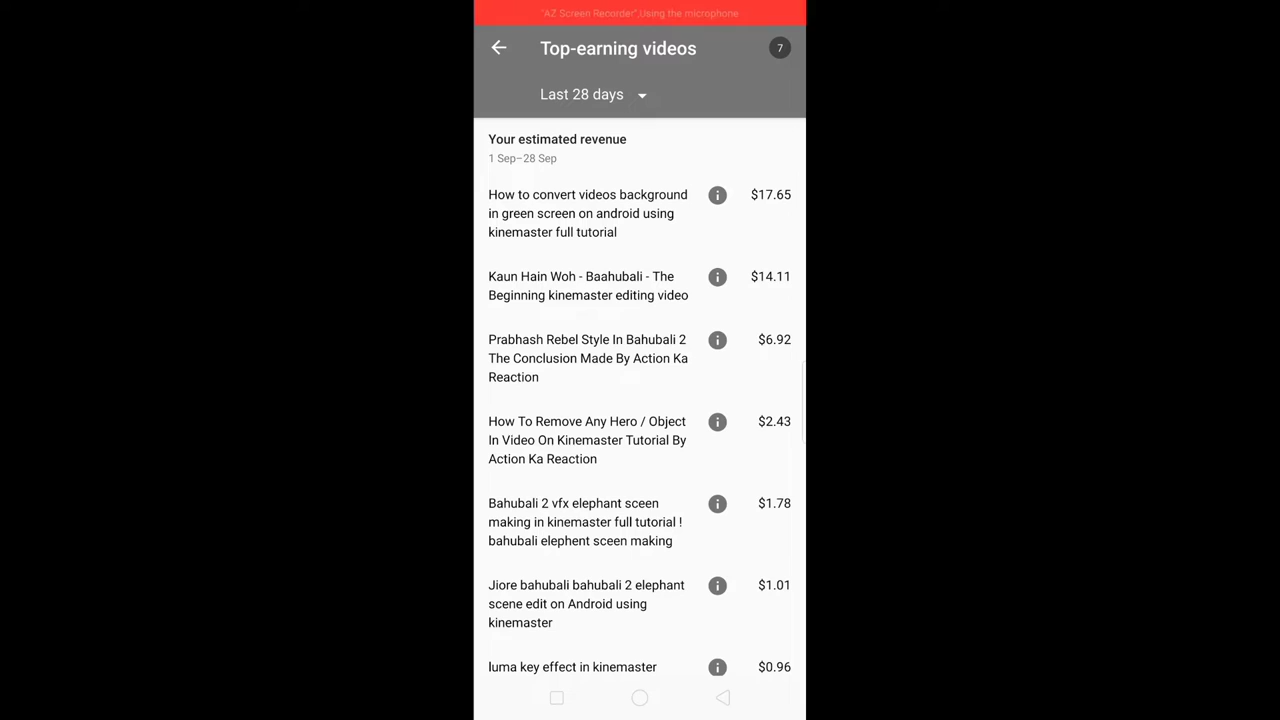 "AZ Screen Recorder",Using the microphone
Top-earning videos
7
Last 28 days
Your estimated revenue
1 Sep–28 Sep
How to convert videos background
in green screen on android using
kinemaster full tutorial
$17.65
Kaun Hain Woh - Baahubali - The
Beginning kinemaster editing video
$14.11
Prabhash Rebel Style In Bahubali 2
The Conclusion Made By Action Ka
Reaction
$6.92
How To Remove Any Hero / Object
In Video On Kinemaster Tutorial By
Action Ka Reaction
$2.43
Bahubali 2 vfx elephant sceen
making in kinemaster full tutorial !
bahubali elephent sceen making
$1.78
Jiore bahubali bahubali 2 elephant
scene edit on Android using
kinemaster
$1.01
luma key effect in kinemaster
$0.96